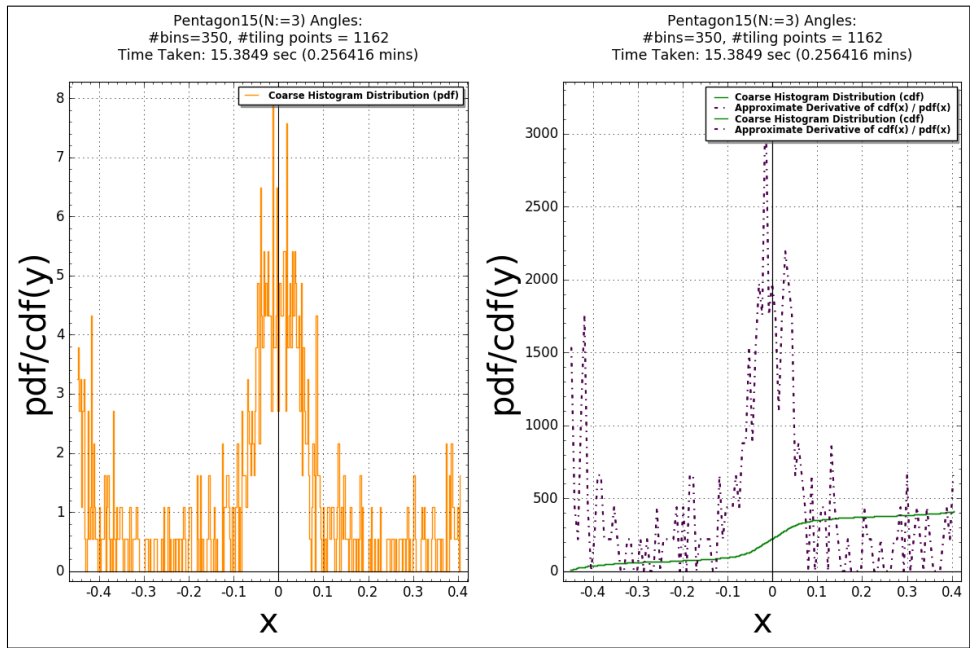 Pentagon15(N:=3) Angles:
#bins=350, #tiling points = 1162
Time Taken: 15.3849 sec (0.256416 mins)
Coarse Histogram Distribution (pdf)
pdf/cdf(y)
8
7
6
5
4
3
2
1
0
-0.4 -0.3 -0.2 -0.1 0 0.1 0.2 0.3 0.4
x
Pentagon15(N:=3) Angles:
#bins=350, #tiling points = 1162
Time Taken: 15.3849 sec (0.256416 mins)
Coarse Histogram Distribution (cdf)
Approximate Derivative of cdf(x) / pdf(x)
Coarse Histogram Distribution (cdf)
Approximate Derivative of cdf(x) / pdf(x)
pdf/cdf(y)
3000
2500
2000
1500
1000
500
0
-0.4 -0.3 -0.2 -0.1 0 0.1 0.2 0.3 0.4
x